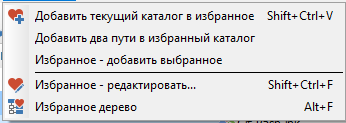 Добавить текущий каталог в избранное Shift+Ctrl+V
Добавить два пути в избранный каталог
Избранное - добавить выбранное
Избранное - редактировать... Shift+Ctrl+F
Избранное дерево Alt+F